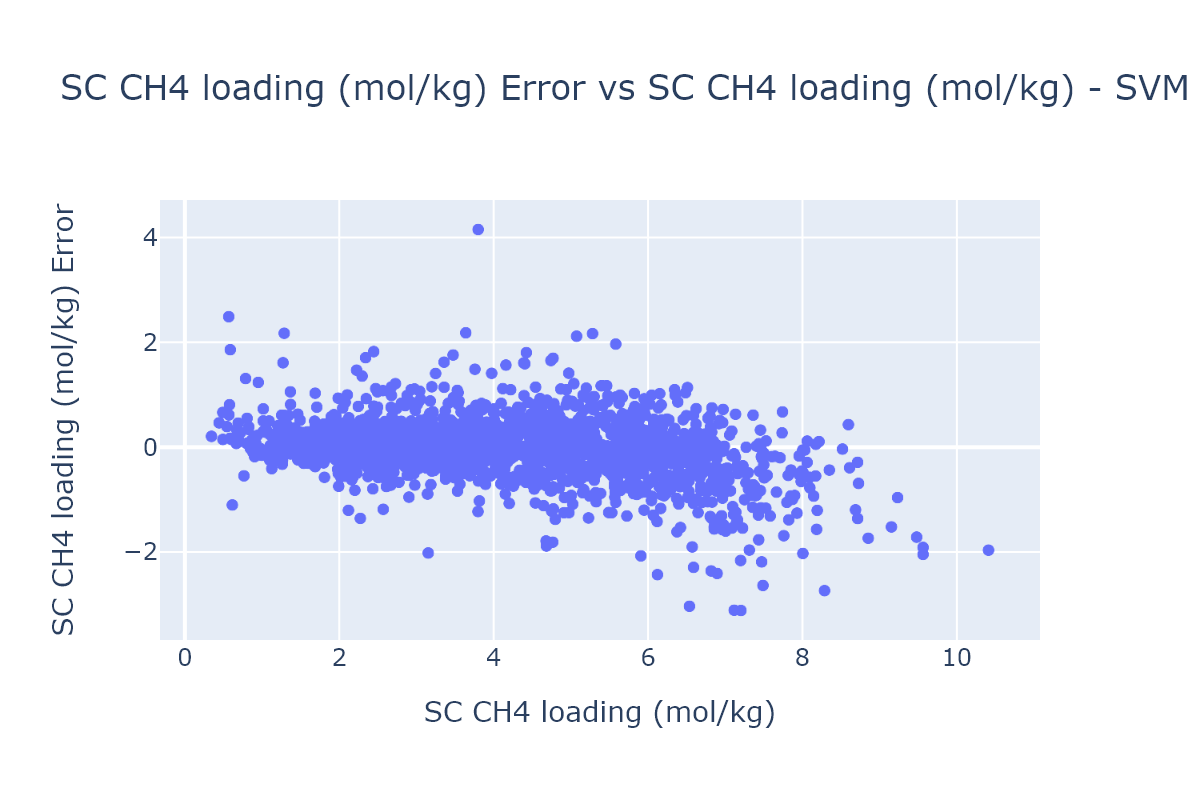 SC CH4 loading (mol/kg) Error vs SC CH4 loading (mol/kg) - SVM
SC CH4 loading (mol/kg) Error
4
2
0
−2
0 2 4 6 8 10
SC CH4 loading (mol/kg)